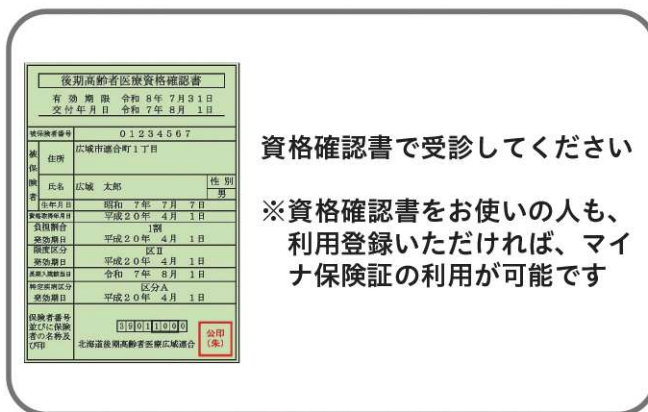 後期高齢者医療資格確認書
有効期限 令和 8年 7月31日
交付年月日 令和 7年 8月 1日
被保険者番号 01234567
被保険者
住所 広域市連合町1丁目
氏名 広域 太郎
性別 男
生年月日 昭和 7年 7月 7日
資格取得年月日 平成20年 4月 1日
負担割合 1割
発効期日 平成20年 4月 1日
限度区分 区Ⅱ
発効期日 平成20年 4月 1日
長期入院該当日 令和 7年 8月 1日
特定疾病区分 区分A
発効期日 平成20年 4月 1日
保険者番号
並びに保険
者の名称及
び印
39011000
北海道後期高齢者医療広域連合
公印
(朱)
資格確認書で受診してください
※資格確認書をお使いの人も、
利用登録いただければ、マイ
ナ保険証の利用が可能です